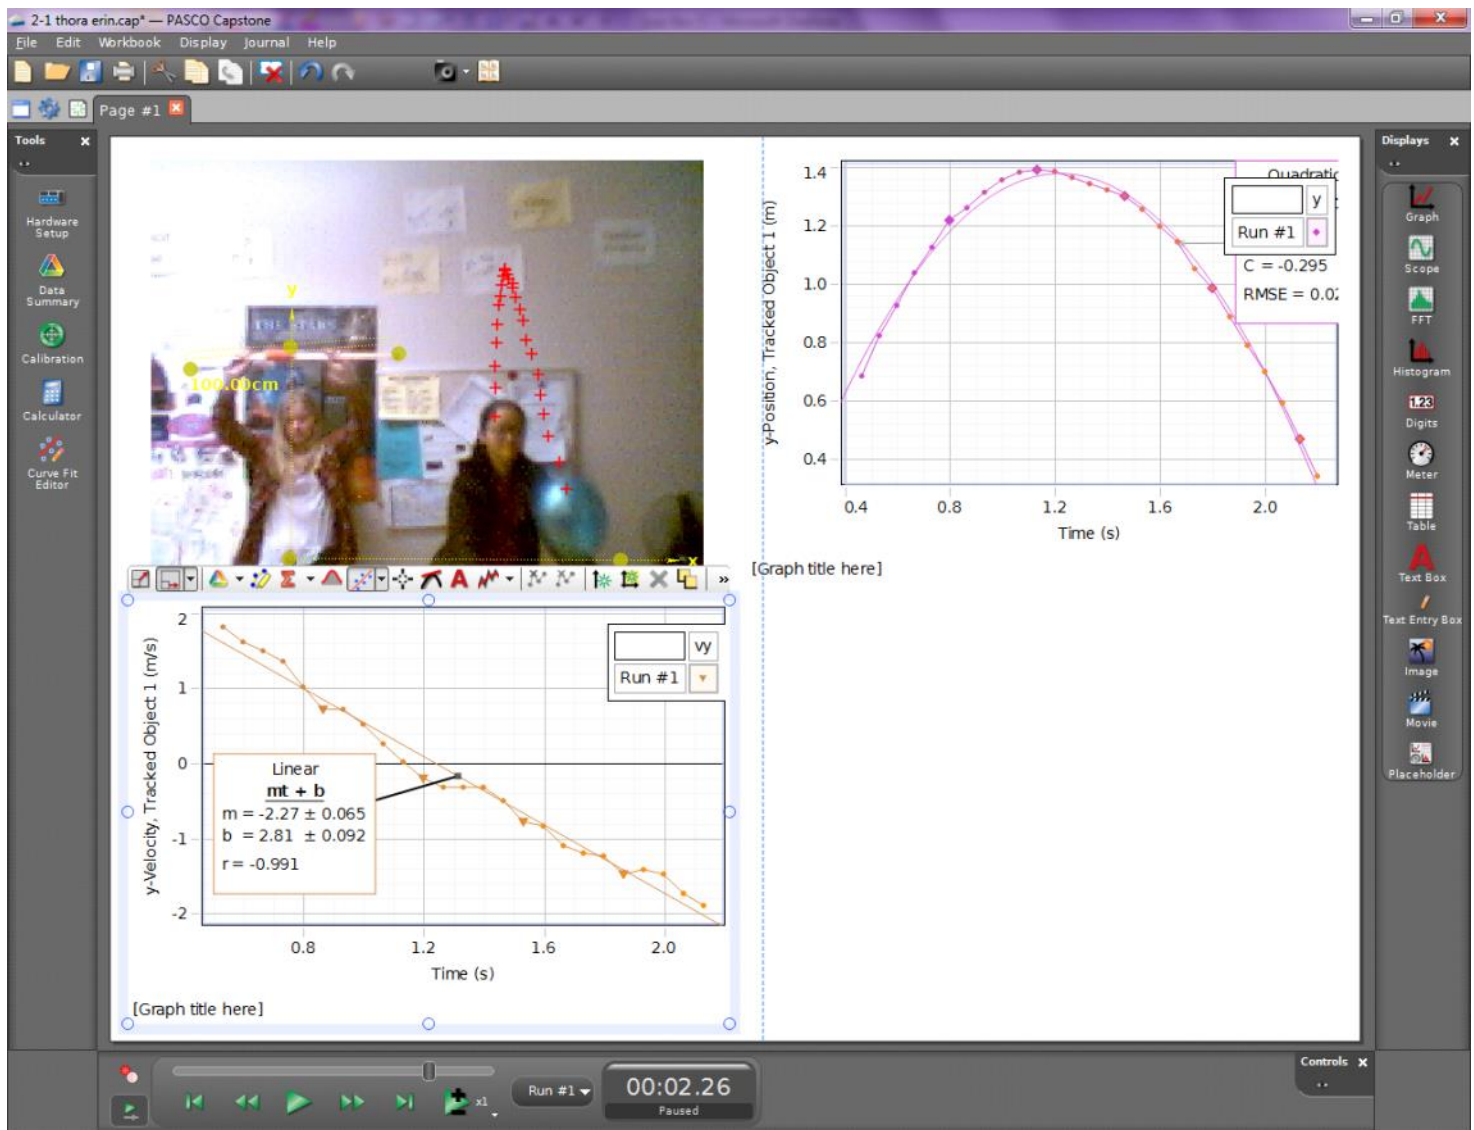 2-1 thora erin.cap* — PASCO Capstone
File Edit Workbook Display Journal Help
Page #1
Tools
Hardware
Setup
Data
Summary
Calibration
Calculator
Curve Fit
Editor
y
100.00cm
x
y-Position, Tracked Object 1 (m)
1.4
1.2
1.0
0.8
0.6
0.4
0.4 0.8 1.2 1.6 2.0
Time (s)
y
Run #1
C = -0.295
RMSE = 0.02
[Graph title here]
y-Velocity, Tracked Object 1 (m/s)
2
1
0
-1
-2
0.8 1.2 1.6 2.0
Time (s)
vy
Run #1
Linear
mt + b
m = -2.27 ± 0.065
b = 2.81 ± 0.092
r = -0.991
[Graph title here]
Displays
Graph
Scope
FFT
Histogram
1.23
Digits
Meter
Table
Text Box
Text Entry Box
Image
Movie
Placeholder
x1
Run #1
00:02.26
Paused
Controls